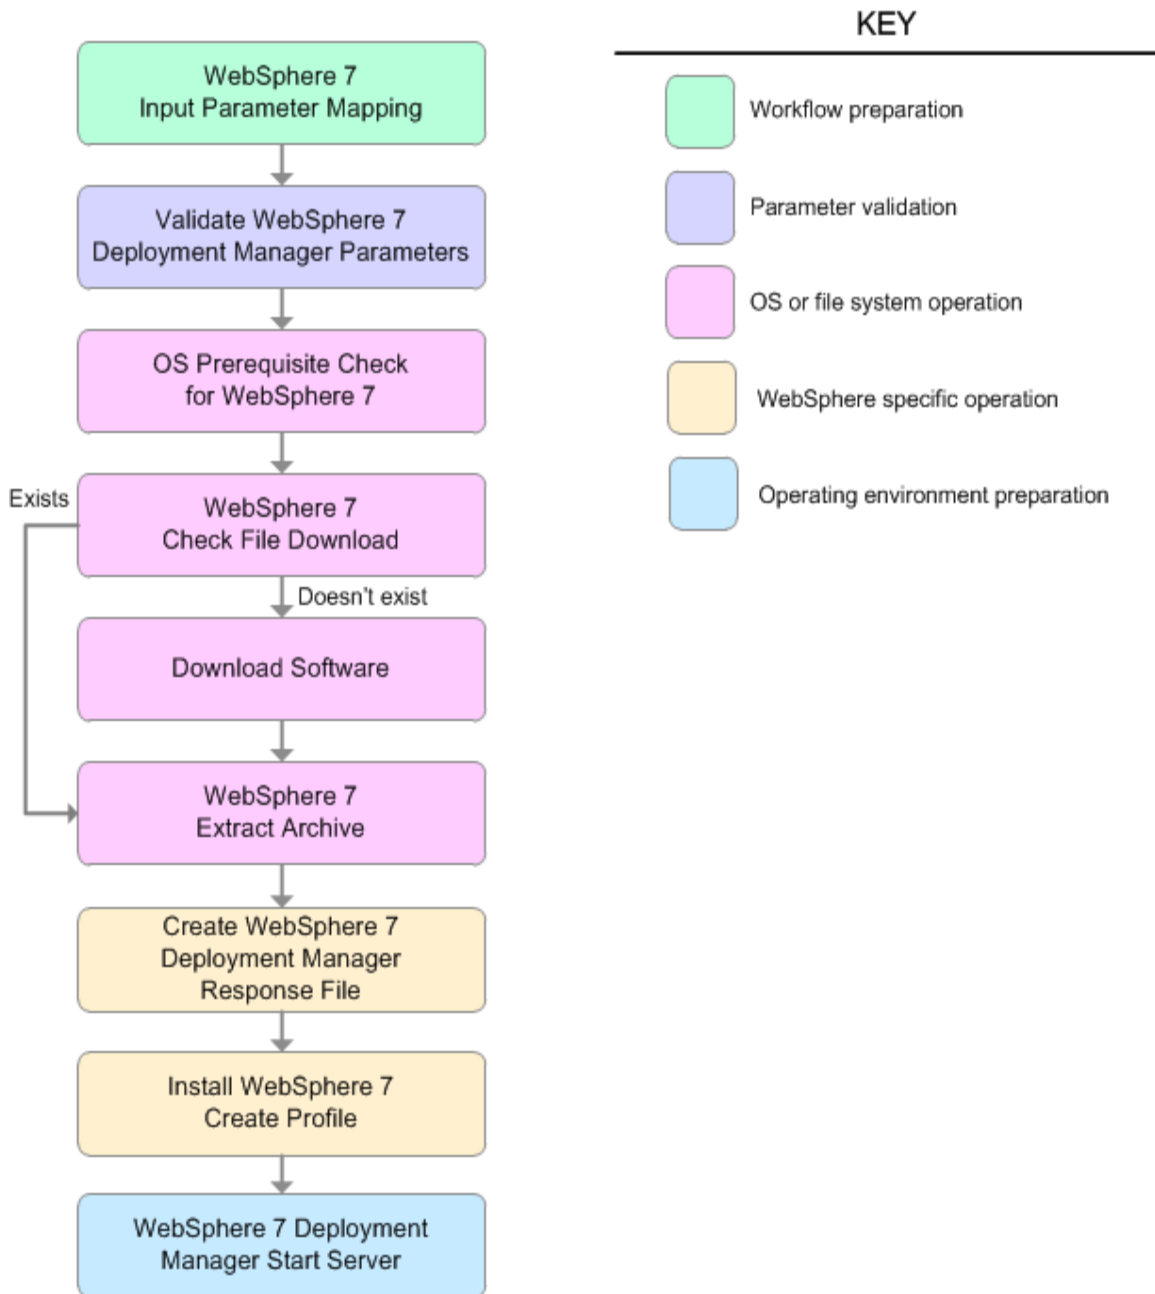 WebSphere 7
Input Parameter Mapping
Validate WebSphere 7
Deployment Manager Parameters
OS Prerequisite Check
for WebSphere 7
Exists
WebSphere 7
Check File Download
Doesn't exist
Download Software
WebSphere 7
Extract Archive
Create WebSphere 7
Deployment Manager
Response File
Install WebSphere 7
Create Profile
WebSphere 7 Deployment
Manager Start Server
KEY
Workflow preparation
Parameter validation
OS or file system operation
WebSphere specific operation
Operating environment preparation